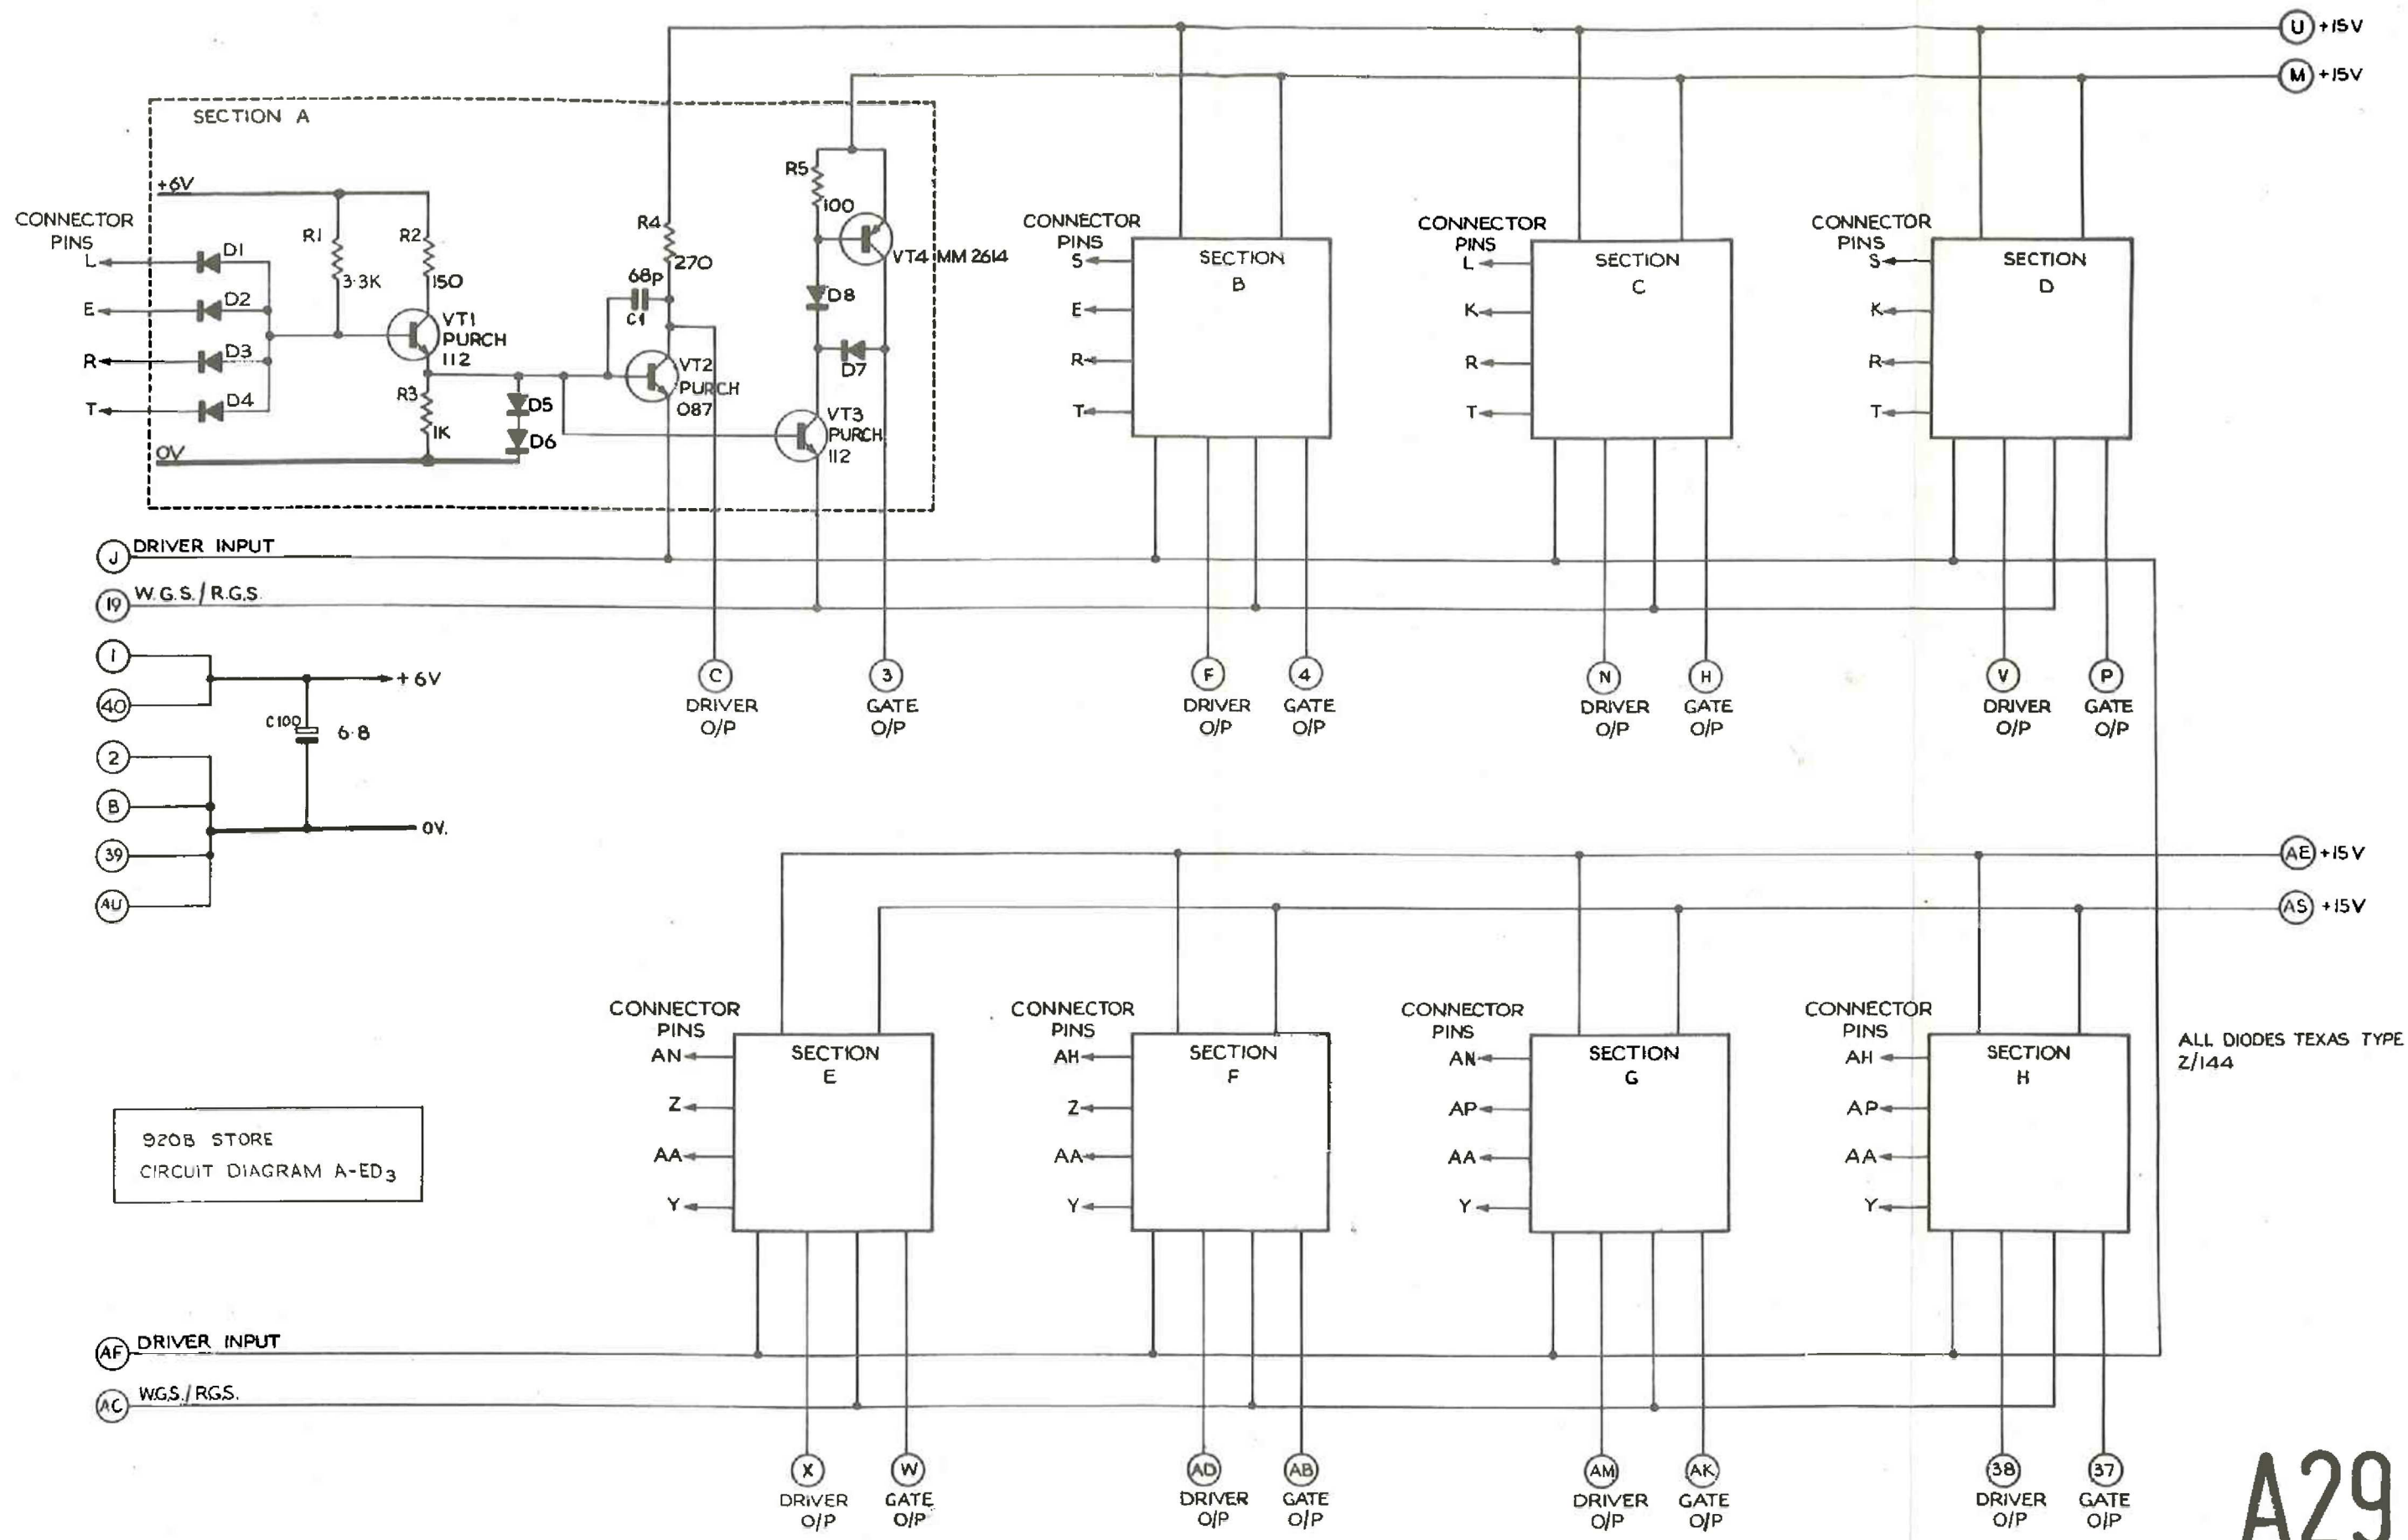 U +15V
M +15V
SECTION A
+6V
CONNECTOR
PINS
L
E
R
T
D1
D2
D3
D4
R1
3·3K
R2
150
VT1
PURCH
112
R3
1K
0V
D5
D6
R4
270
68p
C1
VT2
PURCH
087
R5
100
VT4 MM 2614
D8
D7
VT3
PURCH
112
CONNECTOR
PINS
S
E
R
T
SECTION
B
CONNECTOR
PINS
L
K
R
T
SECTION
C
CONNECTOR
PINS
S
K
R
T
SECTION
D
J DRIVER INPUT
19 W.G.S./R.G.S.
1
40
+6V
C100
6·8
2
B
39
AU
0V.
C
DRIVER
O/P
3
GATE
O/P
F
DRIVER
O/P
4
GATE
O/P
N
DRIVER
O/P
H
GATE
O/P
V
DRIVER
O/P
P
GATE
O/P
AE +15V
AS +15V
CONNECTOR
PINS
AN
Z
AA
Y
SECTION
E
CONNECTOR
PINS
AH
Z
AA
Y
SECTION
F
CONNECTOR
PINS
AN
AP
AA
Y
SECTION
G
CONNECTOR
PINS
AH
AP
AA
Y
SECTION
H
ALL DIODES TEXAS TYPE
Z/144
920B STORE
CIRCUIT DIAGRAM A-ED3
AF DRIVER INPUT
AC W.G.S./RG.S.
X
DRIVER
O/P
W
GATE
O/P
AD
DRIVER
O/P
AB
GATE
O/P
AM
DRIVER
O/P
AK
GATE
O/P
38
DRIVER
O/P
37
GATE
O/P
A29